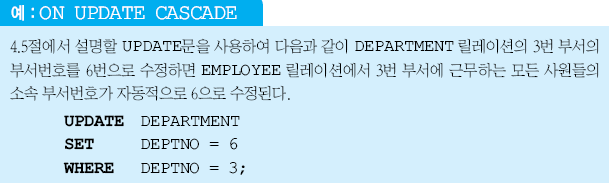 예:ON UPDATE CASCADE
4.5절에서 설명할 UPDATE문을 사용하여 다음과 같이 DEPARTMENT 릴레이션의 3번 부서의
부서번호를 6번으로 수정하면 EMPLOYEE 릴레이션에서 3번 부서에 근무하는 모든 사원들의
소속 부서번호가 자동적으로 6으로 수정된다.
UPDATE DEPARTMENT
SET DEPTNO = 6
WHERE DEPTNO = 3;